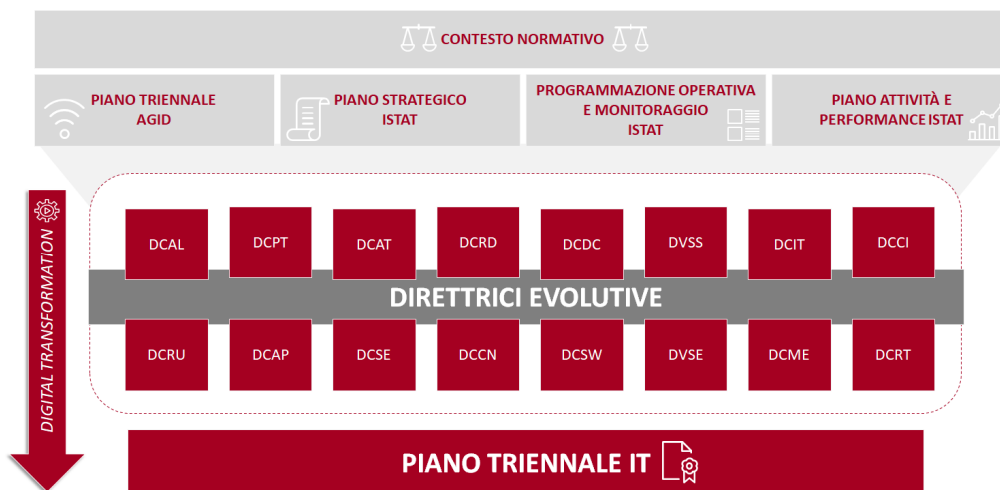 CONTESTO NORMATIVO
PIANO TRIENNALE
AGID
PIANO STRATEGICO
ISTAT
PROGRAMMAZIONE OPERATIVA
E MONITORAGGIO
ISTAT
PIANO ATTIVITÀ E
PERFORMANCE ISTAT
DIGITAL TRANSFORMATION
DCAL
DCPT
DCAT
DCRD
DCDC
DVSS
DCIT
DCCI
DIRETTRICI EVOLUTIVE
DCRU
DCAP
DCSE
DCCN
DCSW
DVSE
DCME
DCRT
PIANO TRIENNALE IT